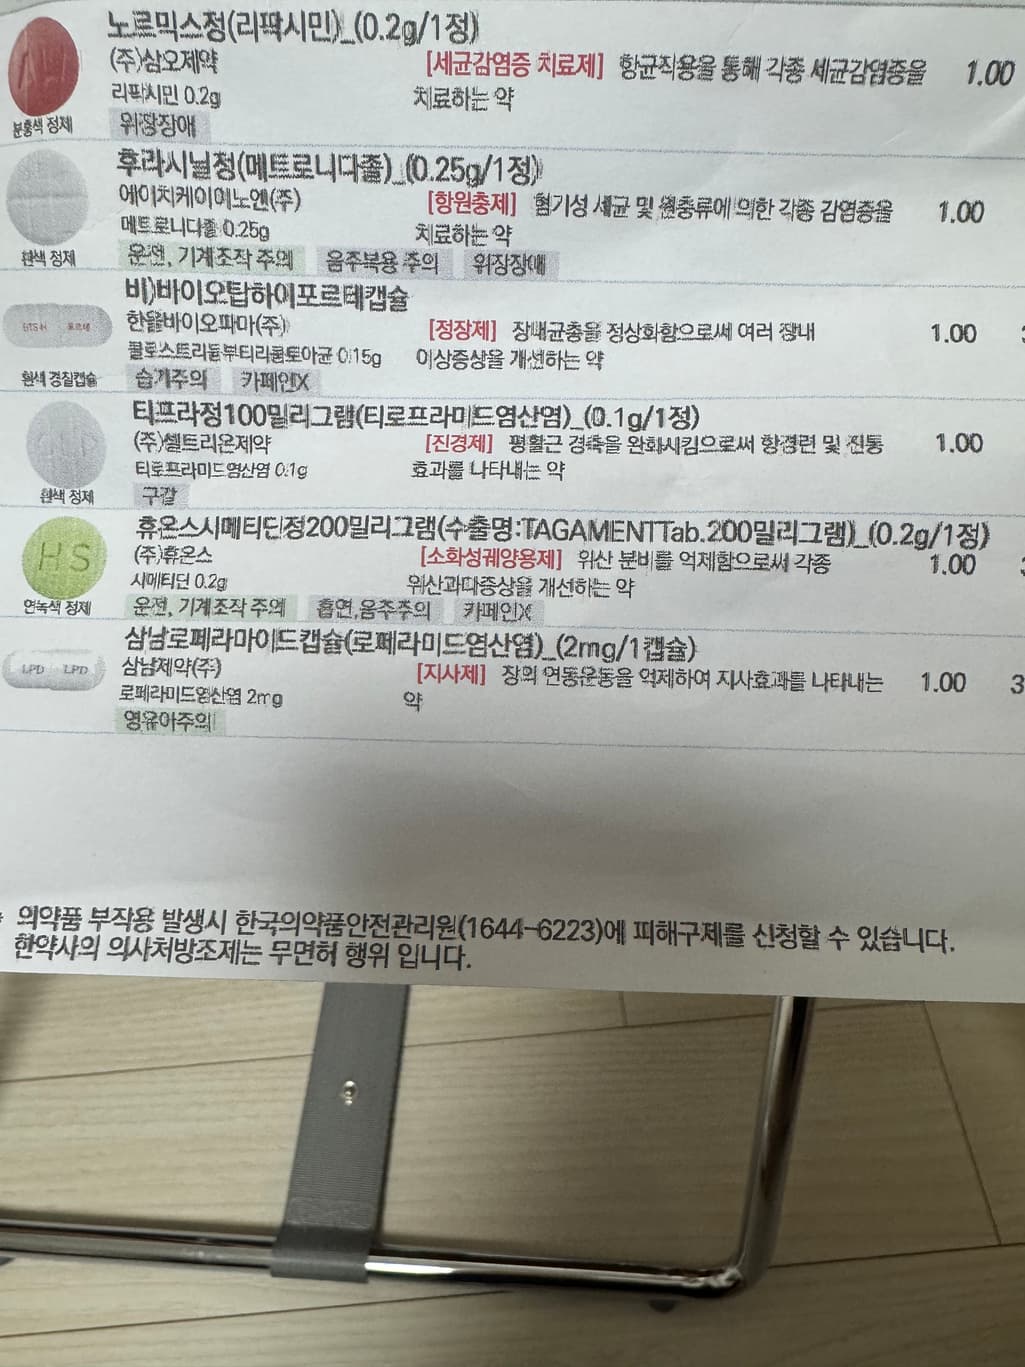 노르믹스정(리팍시민)_(0.2g/1정)
(주)삼오제약 [세균감염증 치료제] 항균작용을 통해 각종 세균감염증을 1.00
리팍시민 0.2g 치료하는 약
분홍색 정제 위장장애
후라시닐정(메트로니다졸)_(0.25g/1정)
에이치케이이노엔(주) [항원충제] 혐기성 세균 및 원충류에 의한 각종 감염증을 1.00
메트로니다졸 0.25g 치료하는 약
흰색 정제 운전, 기계조작 주의 음주복용 주의 위장장애
비)바이오탑하이포르테캡슐
한올바이오파마(주) [정장제] 장내균총을 정상화함으로써 여러 장내 1.00
클로스트리듐부티리쿰토아균 0.15g 이상증상을 개선하는 약
흰색 경질캡슐 습기주의 카페인X
티프라정100밀리그램(티로프라미드염산염)_(0.1g/1정)
(주)셀트리온제약 [진경제] 평활근 경축을 완화시킴으로써 항경련 및 진통 1.00
티로프라미드염산염 0.1g 효과를 나타내는 약
흰색 정제 구갈
휴온스시메티딘정200밀리그램(수출명:TAGAMENTTab.200밀리그램)_(0.2g/1정)
HS (주)휴온스 [소화성궤양용제] 위산 분비를 억제함으로써 각종 1.00
시메티딘 0.2g 위산과다증상을 개선하는 약
연녹색 정제 운전, 기계조작 주의 흡연,음주주의 카페인X
삼남로페라마이드캡슐(로페라미드염산염)_(2mg/1캡슐)
LPD LPD 삼남제약(주) [지사제] 장의 연동운동을 억제하여 지사효과를 나타내는 1.00 3
로페라미드염산염 2mg 약
영유아주의
의약품 부작용 발생시 한국의약품안전관리원(1644-6223)에 피해구제를 신청할 수 있습니다.
한약사의 의사처방조제는 무면허 행위 입니다.